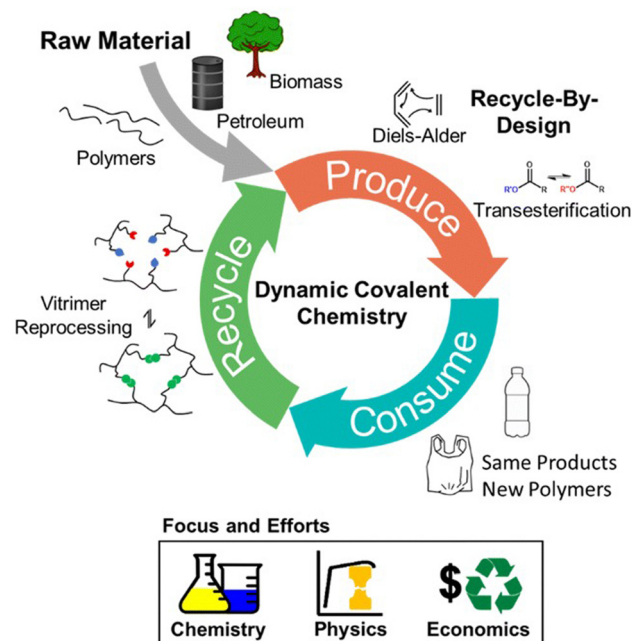 Raw Material
Biomass
Petroleum
Polymers
Recycle-By-
Design
Diels-Alder
R'O
O
R
R"O
O
R
Transesterification
Produce
Dynamic Covalent
Chemistry
Recycle
Consume
Vitrimer
Reprocessing
Same Products
New Polymers
Focus and Efforts
Chemistry
Physics
$
Economics